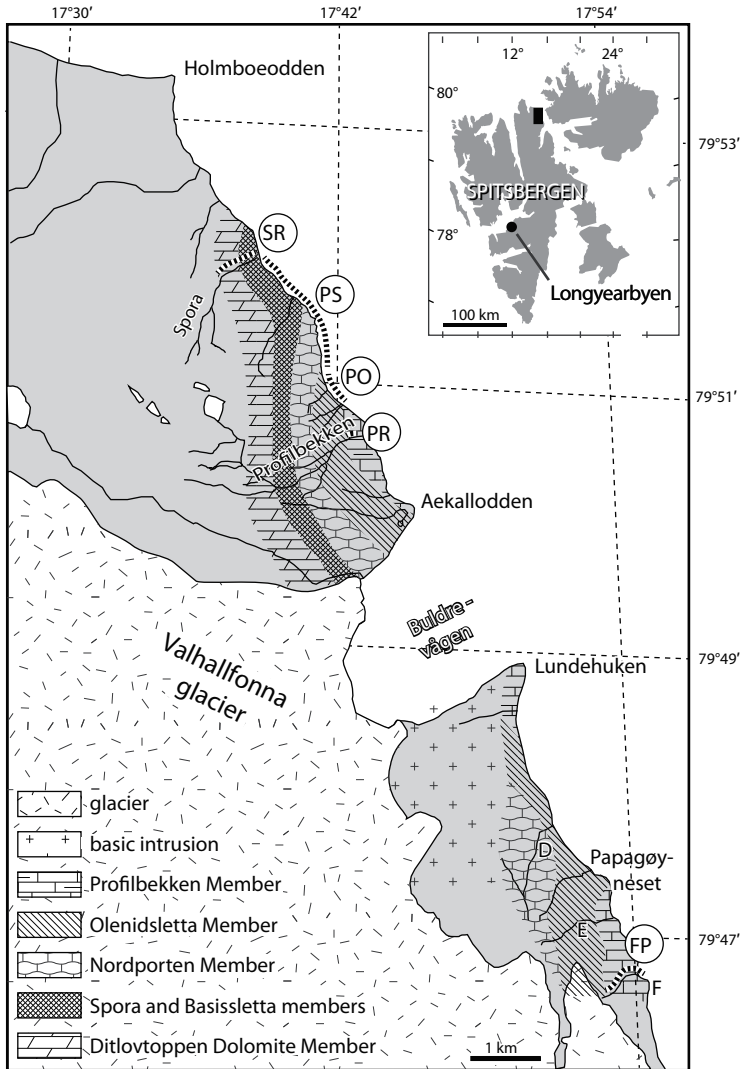 17°30′
17°42′
17°54′
Holmboeodden
12°
24°
80°
79°53′
SPITSBERGEN
SR
78°
PS
Spora
Longyearbyen
100 km
PO
79°51′
PR
Profilbekken
Aekallodden
Buldre-
vågen
79°49′
Lundehuken
Valhallfonna
glacier
glacier
basic intrusion
D
Papagøy-
neset
Profilbekken Member
Olenidsletta Member
E
79°47′
FP
Nordporten Member
F
Spora and Basissletta members
Ditlovtoppen Dolomite Member
1 km